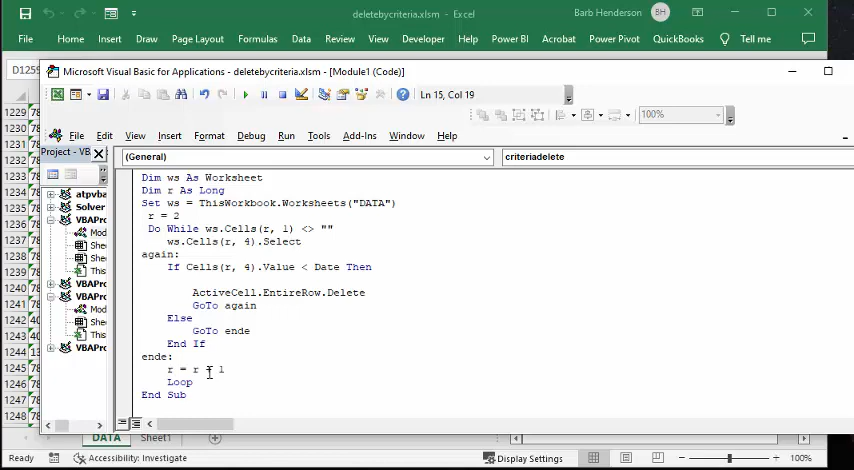 deletebycriteria.xlsm - Excel
Barb Henderson
BH
File Home Insert Draw Page Layout Formulas Data Review View Developer Help Power BI Acrobat Power Pivot QuickBooks Tell me
Microsoft Visual Basic for Applications - deletebycriteria.xlsm - [Module1 (Code)]
Ln 15, Col 19
100%
File Edit View Insert Format Debug Run Tools Add-Ins Window Help
Project - VBA
(General)
criteriadelete
atpvba
Solver
VBAPro
Mod
Shee
This
VBAPro
VBAPro
Mod
Shee
This
VBAPro
Dim ws As Worksheet
Dim r As Long
Set ws = ThisWorkbook.Worksheets("DATA")
r = 2
Do While ws.Cells(r, 1) <> ""
ws.Cells(r, 4).Select
again:
If Cells(r, 4).Value < Date Then
ActiveCell.EntireRow.Delete
GoTo again
Else
GoTo ende
End If
ende:
r = r + 1
Loop
End Sub
1229
1230
1231
1232
1233
1234
1235
1236
1237
1238
1239
1240
1241
1242
1243
1244
1245
1246
1247
1248
DATA Sheet1
Ready Accessibility: Investigate Display Settings 100%